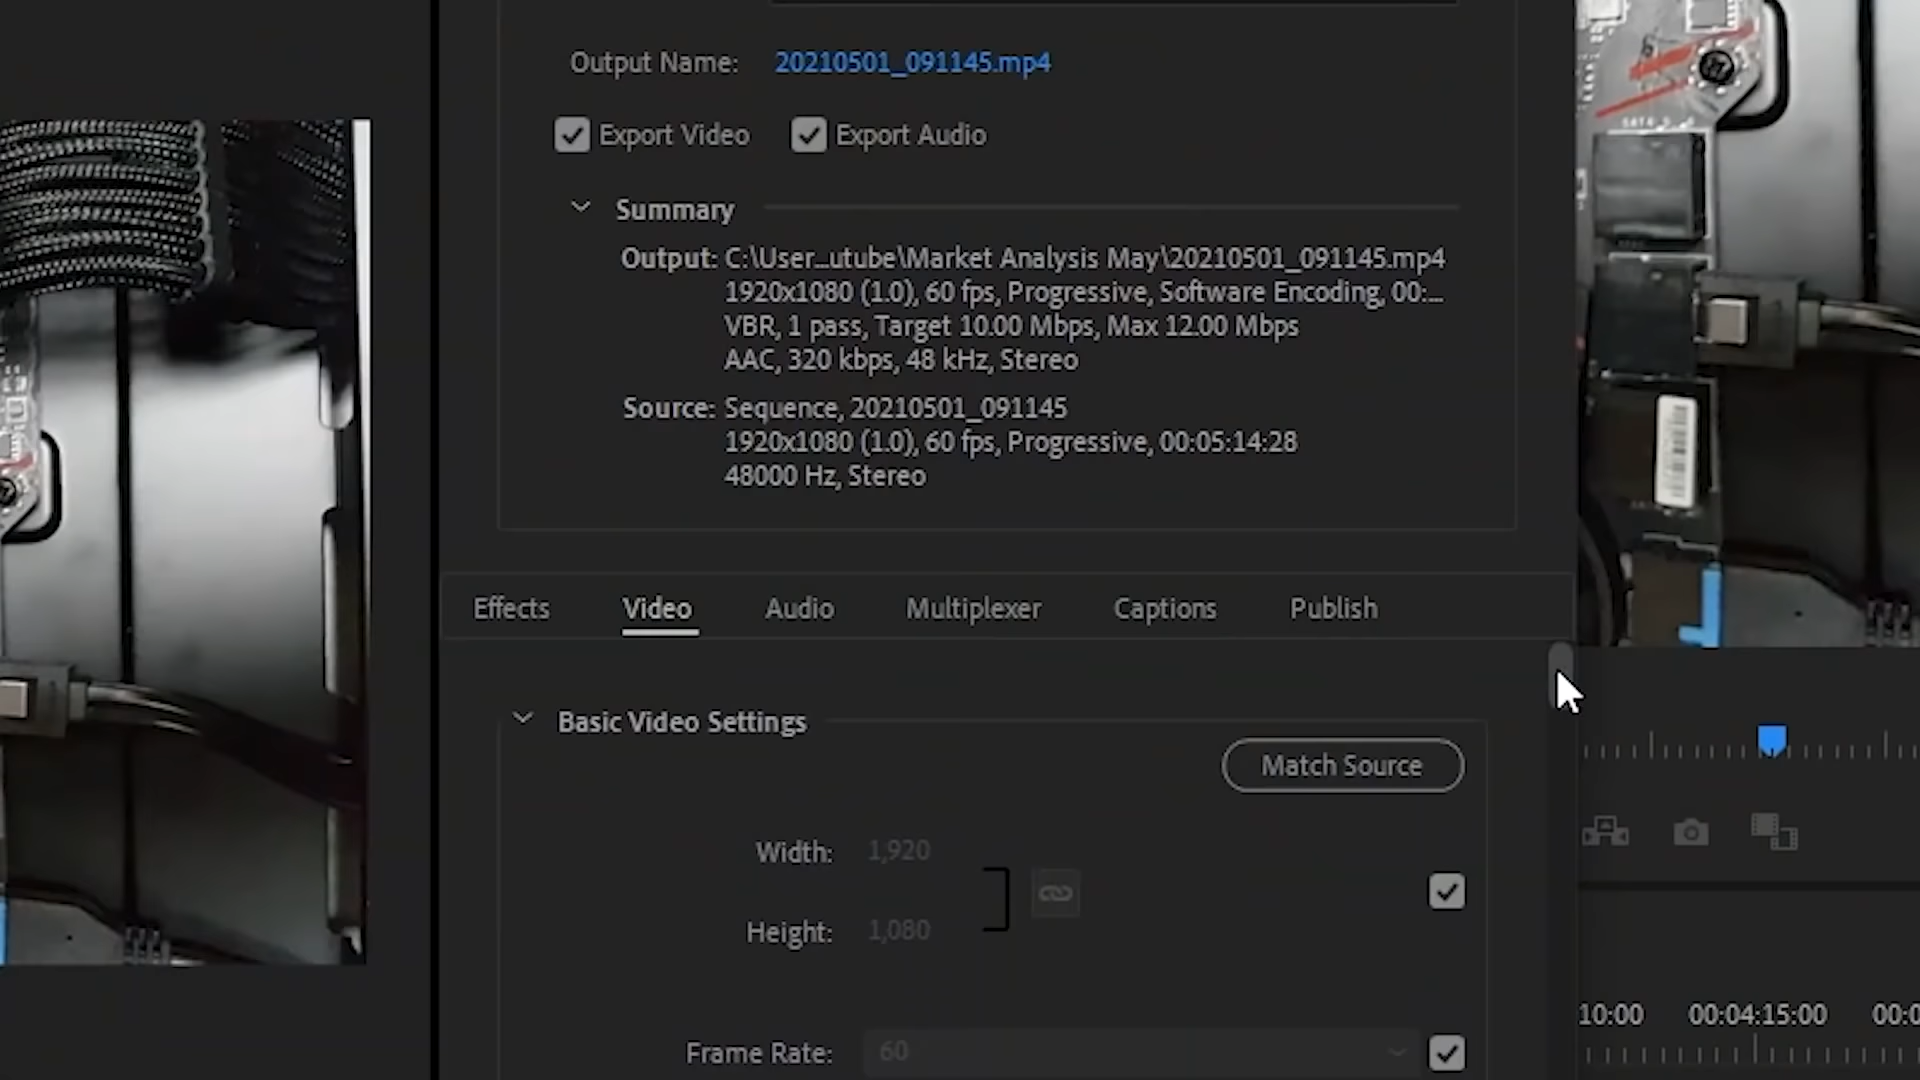 Output Name: 20210501_091145.mp4
Export Video Export Audio
Summary
Output: C:\User...utube\Market Analysis May\20210501_091145.mp4
1920x1080 (1.0), 60 fps, Progressive, Software Encoding, 00:...
VBR, 1 pass, Target 10.00 Mbps, Max 12.00 Mbps
AAC, 320 kbps, 48 kHz, Stereo
Source: Sequence, 20210501_091145
1920x1080 (1.0), 60 fps, Progressive, 00:05:14:28
48000 Hz, Stereo
Effects Video Audio Multiplexer Captions Publish
Basic Video Settings
Match Source
Width: 1,920
Height: 1,080
Frame Rate: 60
10:00 00:04:15:00 00:0